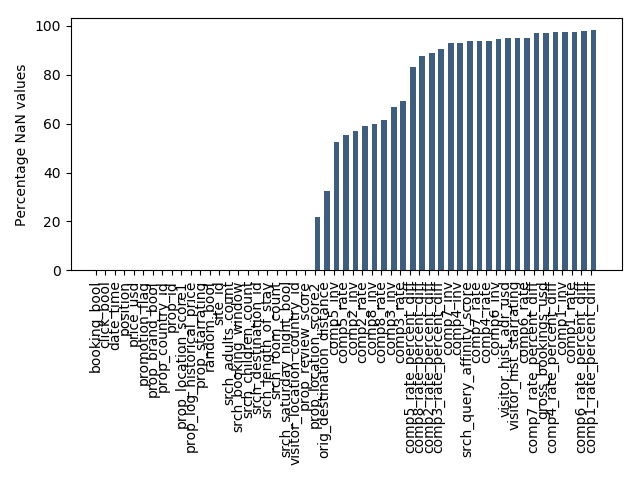 100
80
60
40
20
0
Percentage NaN values
booking_bool
click_bool
date_time
position
price_usd
promotion_flag
prop_brand_bool
prop_country_id
prop_id
prop_location_score1
prop_log_historical_price
prop_starrating
random_bool
site_id
srch_adults_count
srch_booking_window
srch_children_count
srch_destination_id
srch_length_of_stay
srch_room_count
srch_saturday_night_bool
visitor_location_country_id
prop_review_score
prop_location_score2
orig_destination_distance
comp5_inv
comp5_rate
comp2_inv
comp2_rate
comp8_inv
comp8_rate
comp3_inv
comp3_rate
comp5_rate_percent_diff
comp8_rate_percent_diff
comp2_rate_percent_diff
comp3_rate_percent_diff
comp7_inv
comp4_inv
srch_query_affinity_score
comp7_rate
comp4_rate
comp6_inv
visitor_hist_adr_usd
visitor_hist_starrating
comp6_rate
comp7_rate_percent_diff
gross_bookings_usd
comp4_rate_percent_diff
comp1_inv
comp1_rate
comp6_rate_percent_diff
comp1_rate_percent_diff